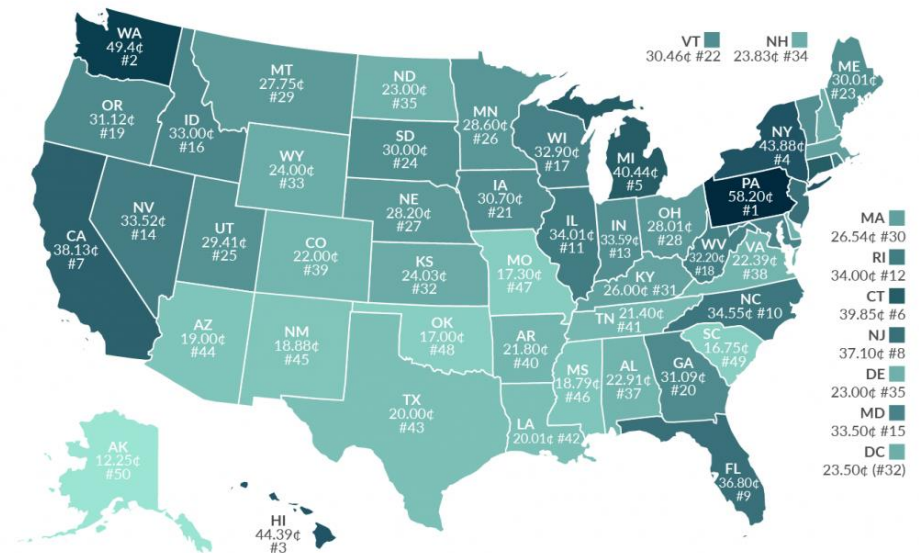 WA
49.4¢
#2
VT
30.46¢ #22
NH
23.83¢ #34
MT
27.75¢
#29
ND
23.00¢
#35
ME
30.01¢
#23
OR
31.12¢
#19
ID
33.00¢
#16
MN
28.60¢
#26
WI
32.90¢
#17
NY
43.88¢
#4
SD
30.00¢
#24
MI
40.44¢
#5
WY
24.00¢
#33
PA
58.20¢
#1
IA
30.70¢
#21
NE
28.20¢
#27
NV
33.52¢
#14
UT
29.41¢
#25
IL
34.01¢
#11
IN
33.59¢
#13
OH
28.01¢
#28
MA
26.54¢ #30
CA
38.13¢
#7
CO
22.00¢
#39
WV
32.20¢
#18
VA
22.39¢
#38
RI
34.00¢ #12
KS
24.03¢
#32
MO
17.30¢
#47
KY
26.00¢ #31
CT
39.85¢ #6
NC
34.55¢ #10
AZ
19.00¢
#44
NM
18.88¢
#45
OK
17.00¢
#48
AR
21.80¢
#40
TN 21.40¢
#41
SC
16.75¢
#49
NJ
37.10¢ #8
MS
18.79¢
#46
AL
22.91¢
#37
GA
31.09¢
#20
DE
23.00¢ #35
TX
20.00¢
#43
LA
20.01¢ #42
MD
33.50¢ #15
AK
12.25¢
#50
DC
23.50¢ (#32)
FL
36.80¢
#9
HI
44.39¢
#3